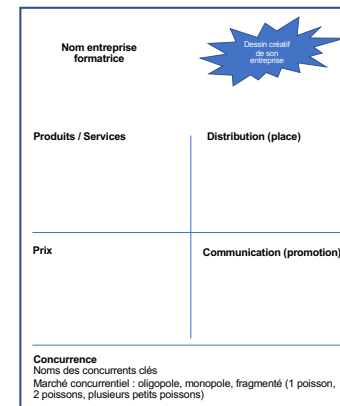 Nom entreprise
formatrice
Dessin créatif
de son
entreprise
Produits / Services
Distribution (place)
Prix
Communication (promotion)
Concurrence
Noms des concurrents clés
Marché concurrentiel : oligopole, monopole, fragmenté (1 poisson,
2 poissons, plusieurs petits poissons)